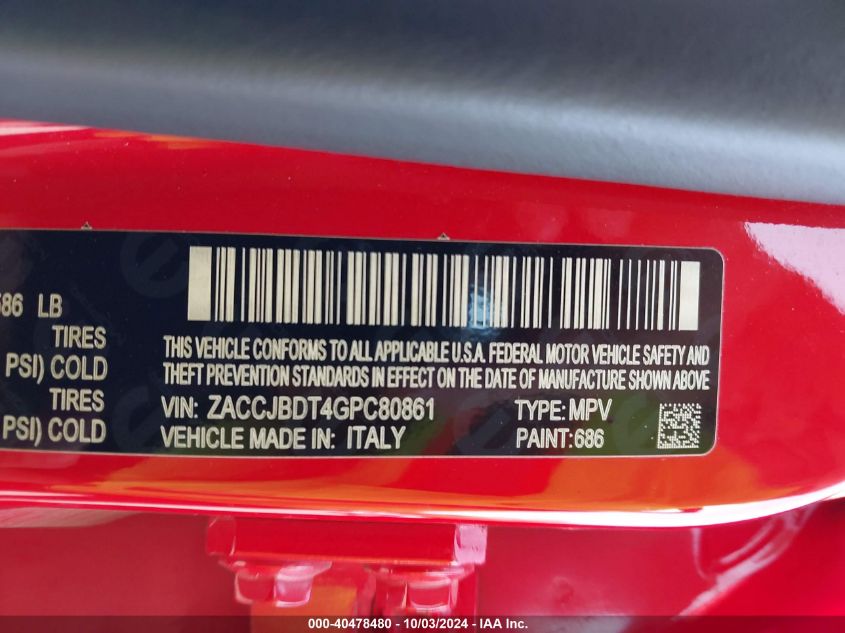 586 LB
TIRES
PSI) COLD
TIRES
PSI) COLD
THIS VEHICLE CONFORMS TO ALL APPLICABLE U.S.A. FEDERAL MOTOR VEHICLE SAFETY AND
THEFT PREVENTION STANDARDS IN EFFECT ON THE DATE OF MANUFACTURE SHOWN ABOVE
VIN: ZACCJBDT4GPC80861 TYPE: MPV
VEHICLE MADE IN: ITALY PAINT:686
000-40478480 - 10/03/2024 - IAA Inc.